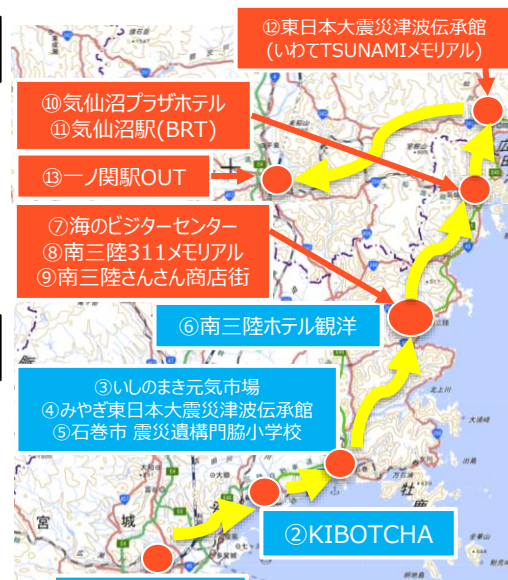 ⑫東日本大震災津波伝承館
(いわてTSUNAMIメモリアル)
⑩気仙沼プラザホテル
⑪気仙沼駅(BRT)
⑬一ノ関駅OUT
⑦海のビジターセンター
⑧南三陸311メモリアル
⑨南三陸さんさん商店街
⑥南三陸ホテル観洋
③いしのまき元気市場
④みやぎ東日本大震災津波伝承館
⑤石巻市 震災遺構門脇小学校
②KIBOTCHA
宮
城